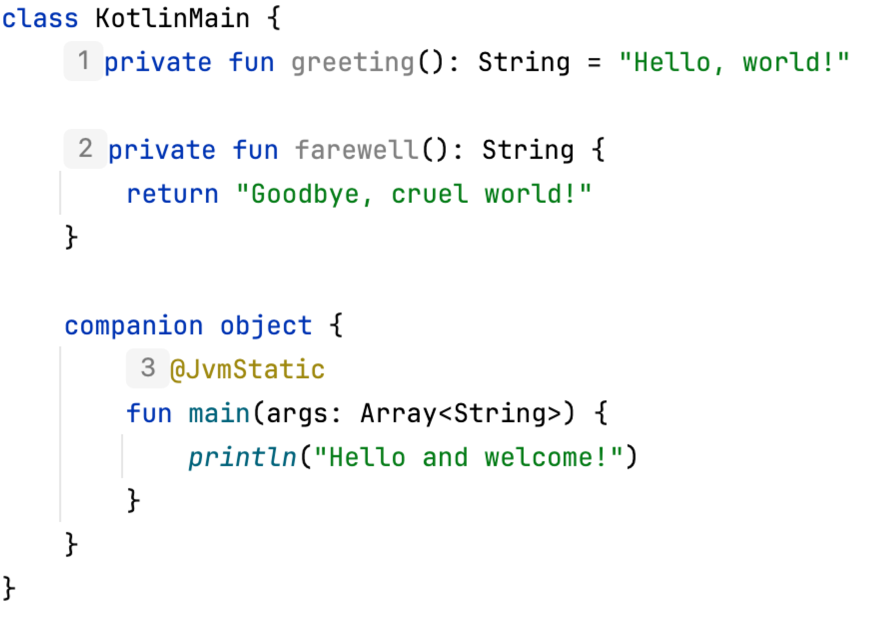 class KotlinMain {
1 private fun greeting(): String = "Hello, world!"
2 private fun farewell(): String {
return "Goodbye, cruel world!"
}
companion object {
3 @JvmStatic
fun main(args: Array<String>) {
println("Hello and welcome!")
}
}
}